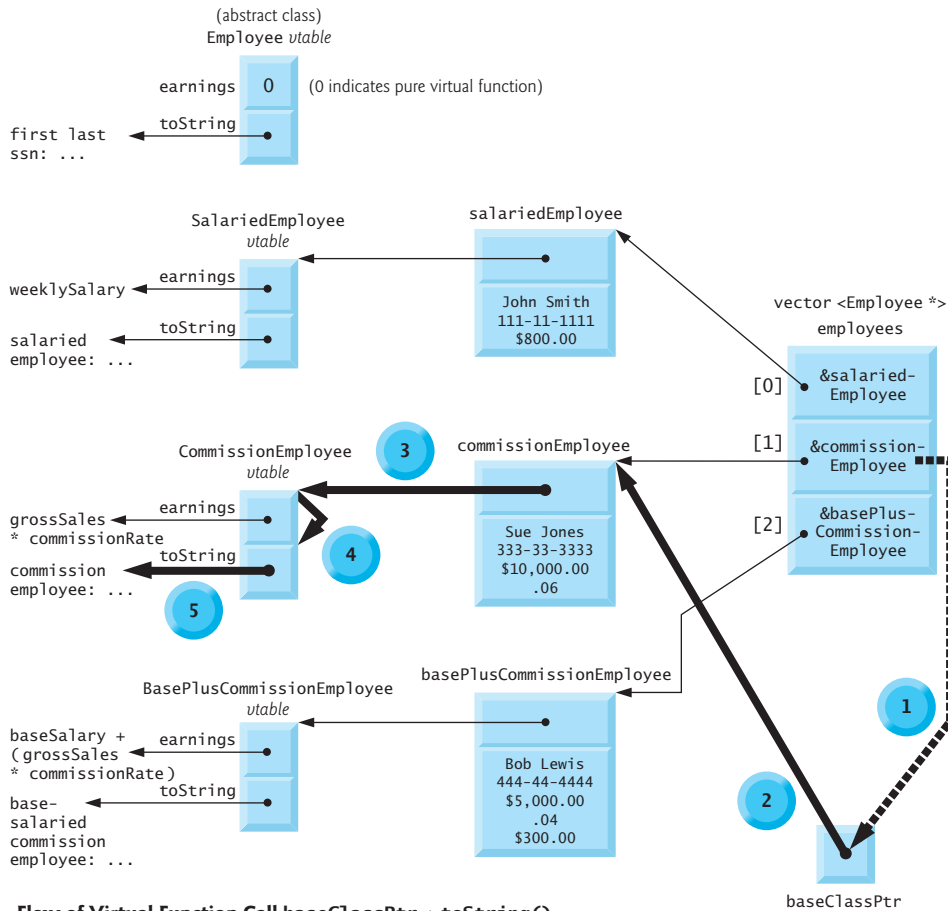 (abstract class)
Employee vtable
earnings
0
(0 indicates pure virtual function)
toString
first last
ssn: ...
SalariedEmployee
vtable
salariedEmployee
earnings
weeklySalary
toString
salaried
employee: ...
John Smith
111-11-1111
$800.00
vector <Employee *>
employees
[0]
&salaried-
Employee
[1]
&commission-
Employee
[2]
&basePlus-
Commission-
Employee
CommissionEmployee
vtable
3
commissionEmployee
earnings
grossSales
* commissionRate
4
toString
commission
employee: ...
5
Sue Jones
333-33-3333
$10,000.00
.06
BasePlusCommissionEmployee
vtable
basePlusCommissionEmployee
1
baseSalary +
(grossSales
* commissionRate)
earnings
toString
base-
salaried
commission
employee: ...
Bob Lewis
444-44-4444
$5,000.00
.04
$300.00
2
baseClassPtr